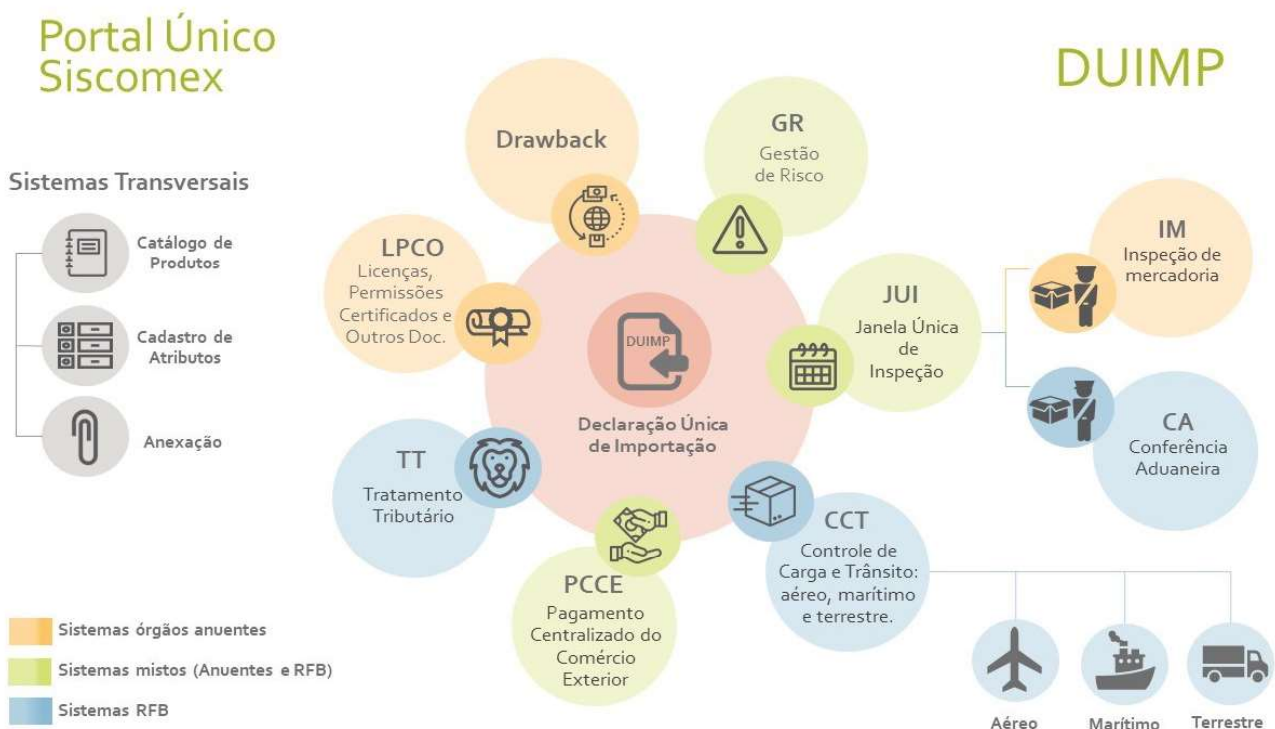 Portal Único
Siscomex
DUIMP
Sistemas Transversais
Catálogo de
Produtos
Cadastro de
Atributos
Anexação
Drawback
GR
Gestão
de Risco
LPCO
Licenças,
Permissões
Certificados e
Outros Doc.
JUI
Janela Única
de
Inspeção
IM
Inspeção de
mercadoria
CA
Conferência
Aduaneira
DUIMP
Declaração Única
de Importação
TT
Tratamento
Tributário
CCT
Controle de
Carga e Trânsito:
aéreo, marítimo
e terrestre.
PCCE
Pagamento
Centralizado do
Comércio
Exterior
Sistemas órgãos anuentes
Sistemas mistos (Anuentes e RFB)
Sistemas RFB
Aéreo
Marítimo
Terrestre